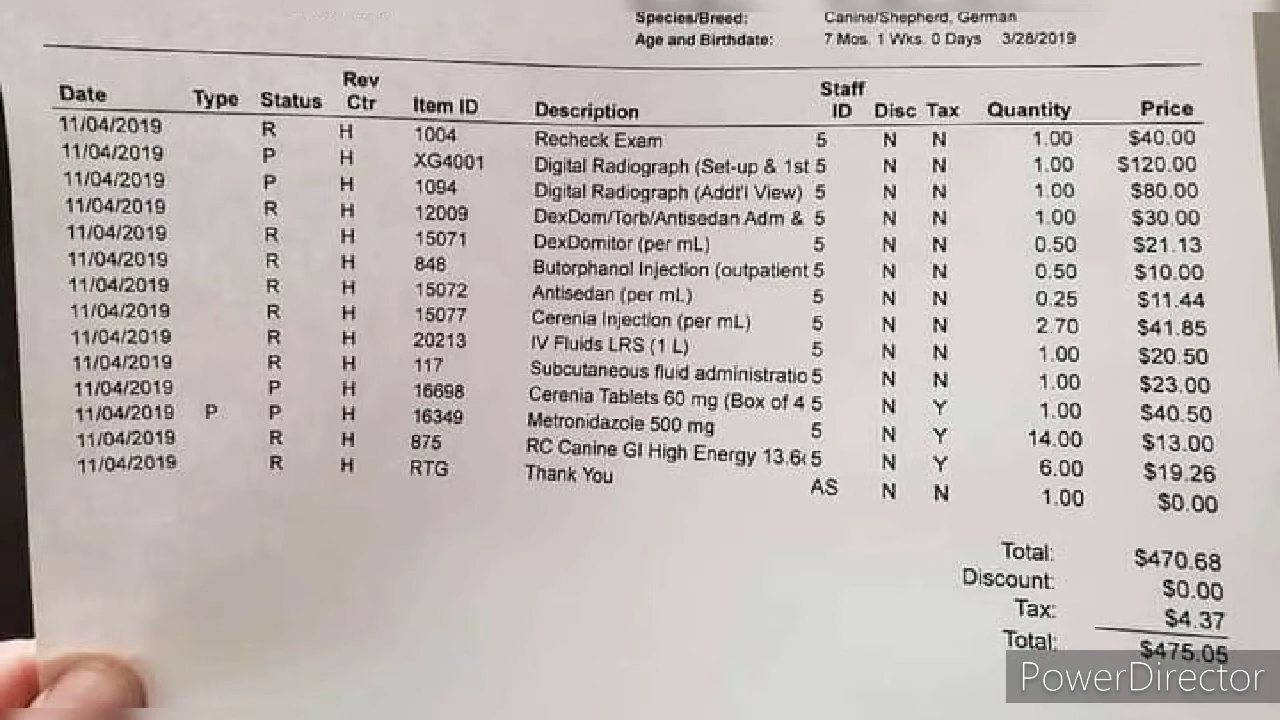 Species/Breed: Canine/Shepherd, German
Age and Birthdate: 7 Mos. 1 Wks. 0 Days 3/28/2019
Date Type Status Rev Ctr Item ID Description Staff ID Disc Tax Quantity Price
11/04/2019 R H 1004 Recheck Exam 5 N N 1.00 $40.00
11/04/2019 P H XG4001 Digital Radiograph (Set-up & 1st 5 N N 1.00 $120.00
11/04/2019 P H 1094 Digital Radiograph (Addt'l View) 5 N N 1.00 $80.00
11/04/2019 R H 12009 DexDom/Torb/Antisedan Adm & 5 N N 1.00 $30.00
11/04/2019 R H 15071 DexDomitor (per mL) 5 N N 0.50 $21.13
11/04/2019 R H 848 Butorphanol Injection (outpatient 5 N N 0.50 $10.00
11/04/2019 R H 15072 Antisedan (per mL) 5 N N 0.25 $11.44
11/04/2019 R H 15077 Cerenia Injection (per mL) 5 N N 2.70 $41.85
11/04/2019 R H 20213 IV Fluids LRS (1 L) 5 N N 1.00 $20.50
11/04/2019 R H 117 Subcutaneous fluid administratio 5 N N 1.00 $23.00
11/04/2019 P H 16698 Cerenia Tablets 60 mg (Box of 4 5 N Y 1.00 $40.50
11/04/2019 P P H 16349 Metronidazole 500 mg 5 N Y 14.00 $13.00
11/04/2019 R H 875 RC Canine GI High Energy 13.6 5 N Y 6.00 $19.26
11/04/2019 R H RTG Thank You AS N N 1.00 $0.00
Total: $470.68
Discount: $0.00
Tax: $4.37
Total: $475.05
PowerDirector